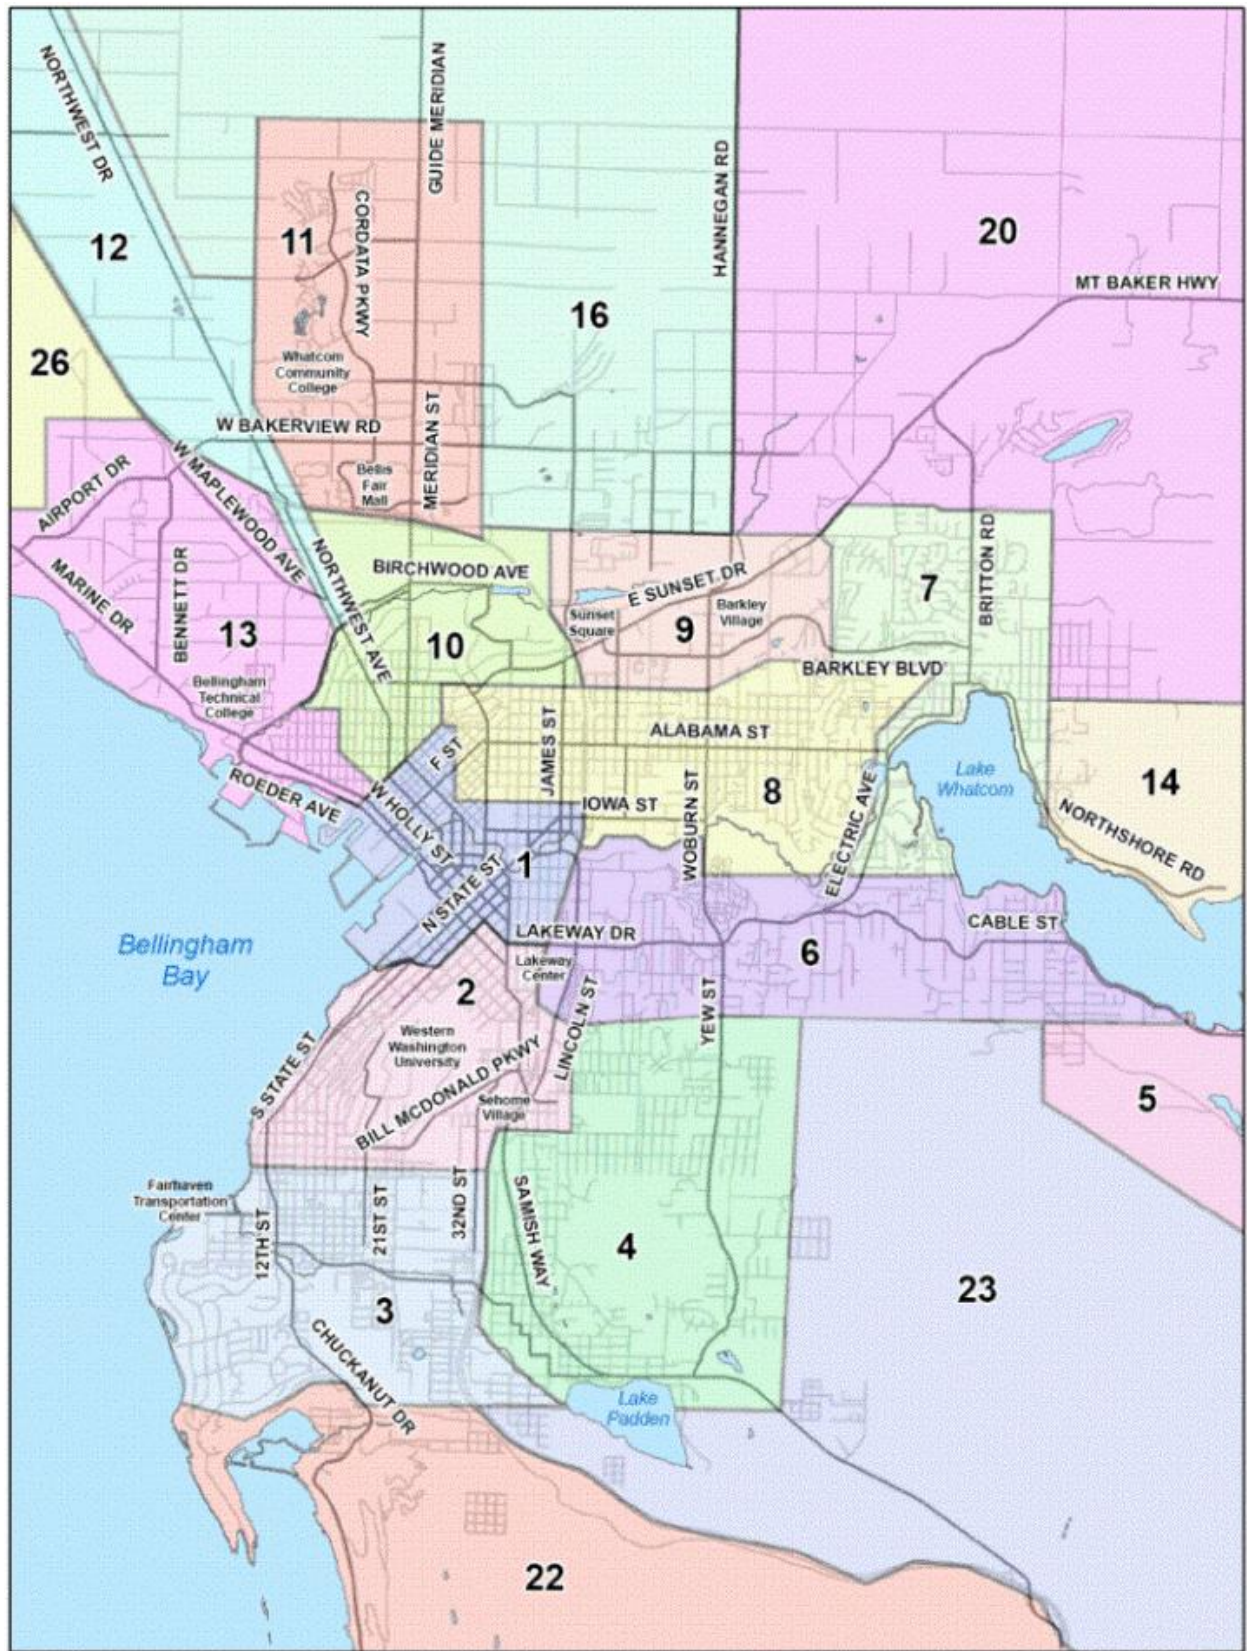 NORTHWEST DR
GUIDE MERIDIAN
HANNEGAN RD
CORDATA PKWY
12
11
20
MT BAKER HWY
16
26
Whatcom
Community
College
W BAKERVIEW RD
MERIDIAN ST
W MAPLEWOOD AVE
Bellis
Fair
Mall
AIRPORT DR
MARINE DR
BENNETT DR
NORTHWEST AVE
BIRCHWOOD AVE
E SUNSET DR
BRITTON RD
7
Sunset
Square
Barkley
Village
9
13
10
BARKLEY BLVD
Bellingham
Technical
College
ALABAMA ST
JAMES ST
F ST
ROEDER AVE
W HOLLY ST
IOWA ST
WOBURN ST
8
ELECTRIC AVE
Lake
Whatcom
14
NORTHSHORE RD
1
N STATE ST
LAKEWAY DR
CABLE ST
6
Bellingham
Bay
Lakeway
Center
2
LINCOLN ST
YEW ST
Western
Washington
University
S STATE ST
BILL MCDONALD PKWY
Sehome
Village
5
Fairhaven
Transportation
Center
12TH ST
21ST ST
32ND ST
SAMISH WAY
4
23
3
CHUCKANUT DR
Lake
Padden
22